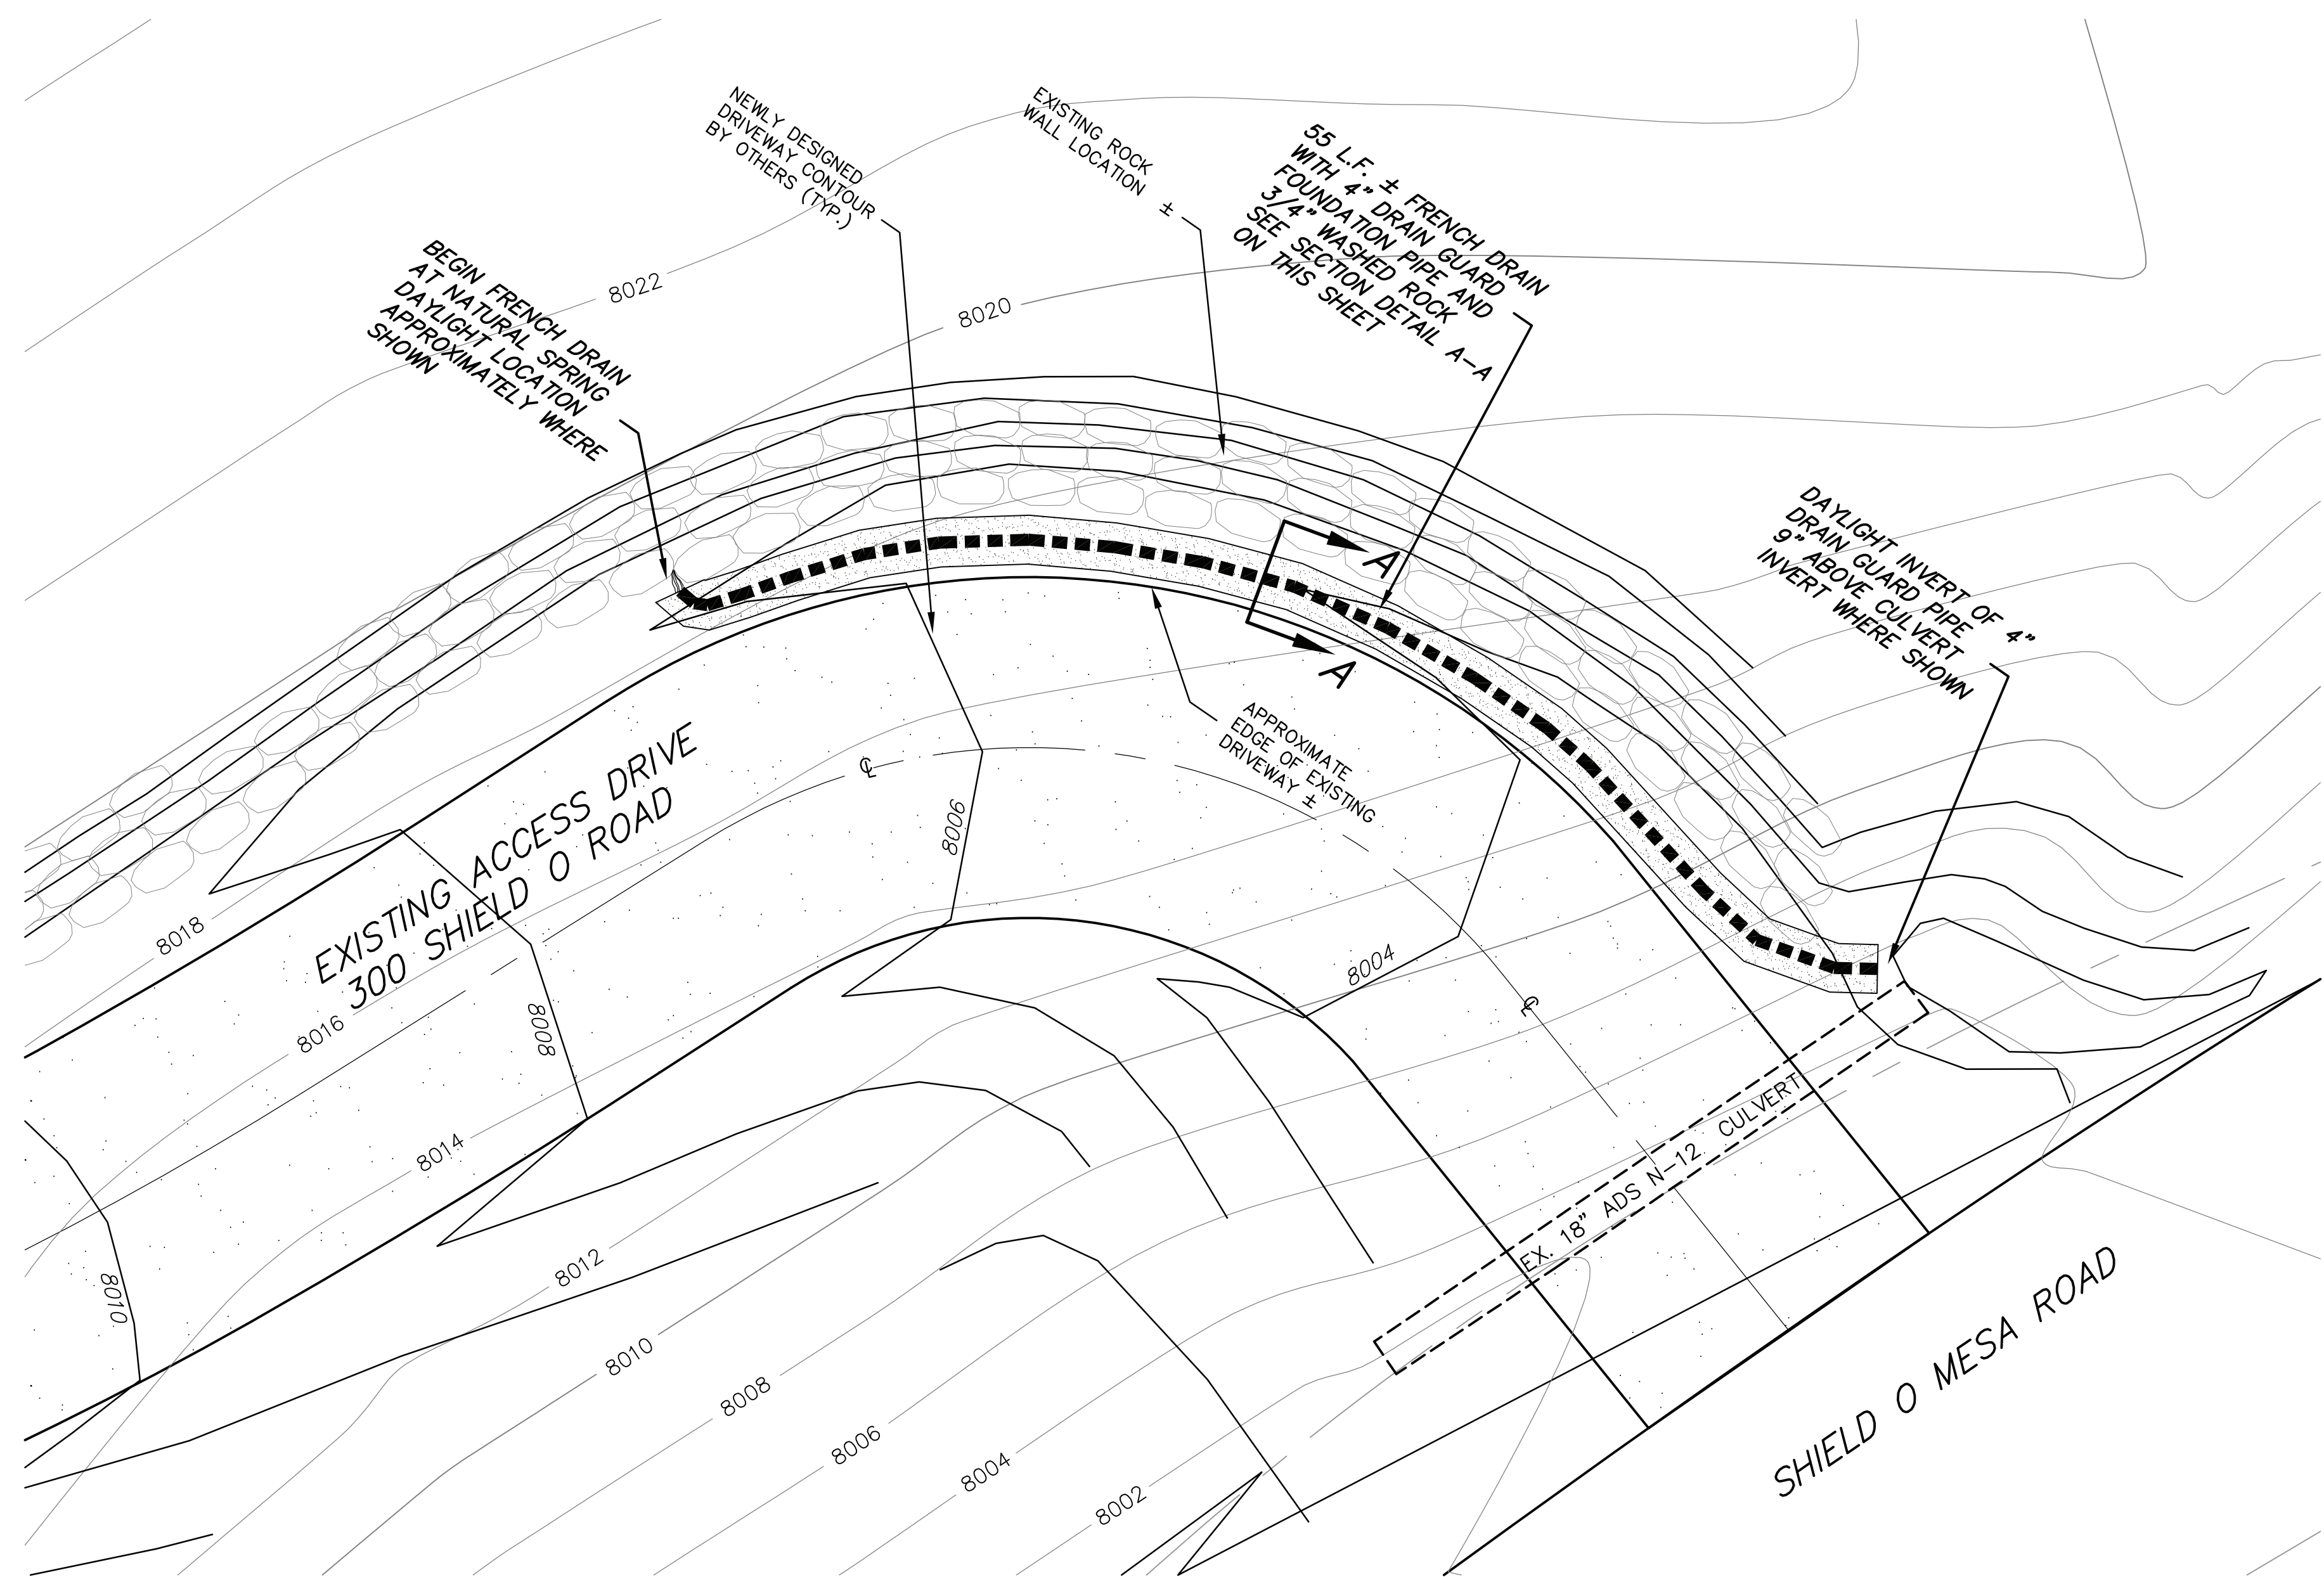 NEWLY DESIGNED
DRIVEWAY CONTOUR
BY OTHERS (TYP.)
EXISTING ROCK
WALL LOCATION ±
55 L.F. ± FRENCH DRAIN
WITH 4" DRAIN GUARD
FOUNDATION PIPE AND
3/4" WASHED ROCK
SEE SECTION DETAIL A-A
ON THIS SHEET
BEGIN FRENCH DRAIN
AT NATURAL SPRING
DAYLIGHT LOCATION
APPROXIMATELY WHERE
SHOWN
8022
8020
DAYLIGHT INVERT OF 4"
DRAIN GUARD PIPE
9" ABOVE CULVERT
INVERT WHERE SHOWN
A
A
APPROXIMATE
EDGE OF EXISTING
DRIVEWAY ±
EXISTING ACCESS DRIVE
300 SHIELD O ROAD
℄
8006
8018
8016
8008
8004
℄
8014
8010
8012
EX. 18" ADS N-12 CULVERT
8010
8008
8006
8004
8002
SHIELD O MESA ROAD